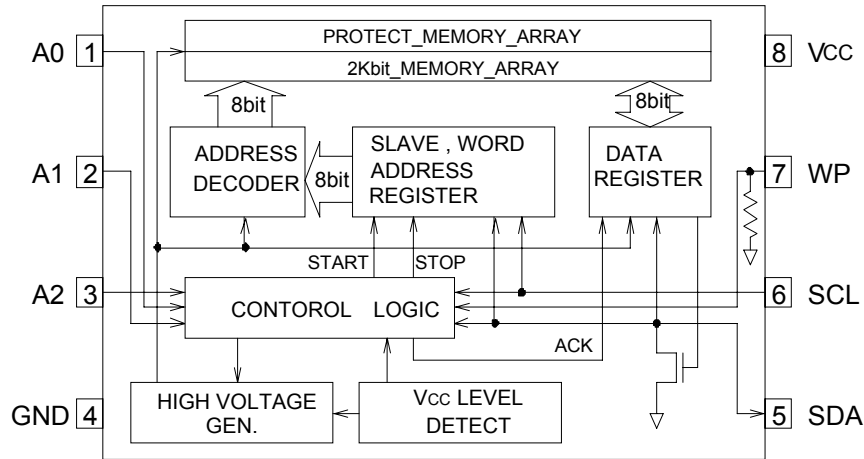 PROTECT_MEMORY_ARRAY
A0 1
8 VCC
2Kbit_MEMORY_ARRAY
8bit
8bit
ADDRESS
DECODER
8bit
SLAVE , WORD
ADDRESS
REGISTER
DATA
REGISTER
A1 2
7 WP
START STOP
A2 3
CONTOROL LOGIC
6 SCL
ACK
GND 4
HIGH VOLTAGE
GEN.
VCC LEVEL
DETECT
5 SDA